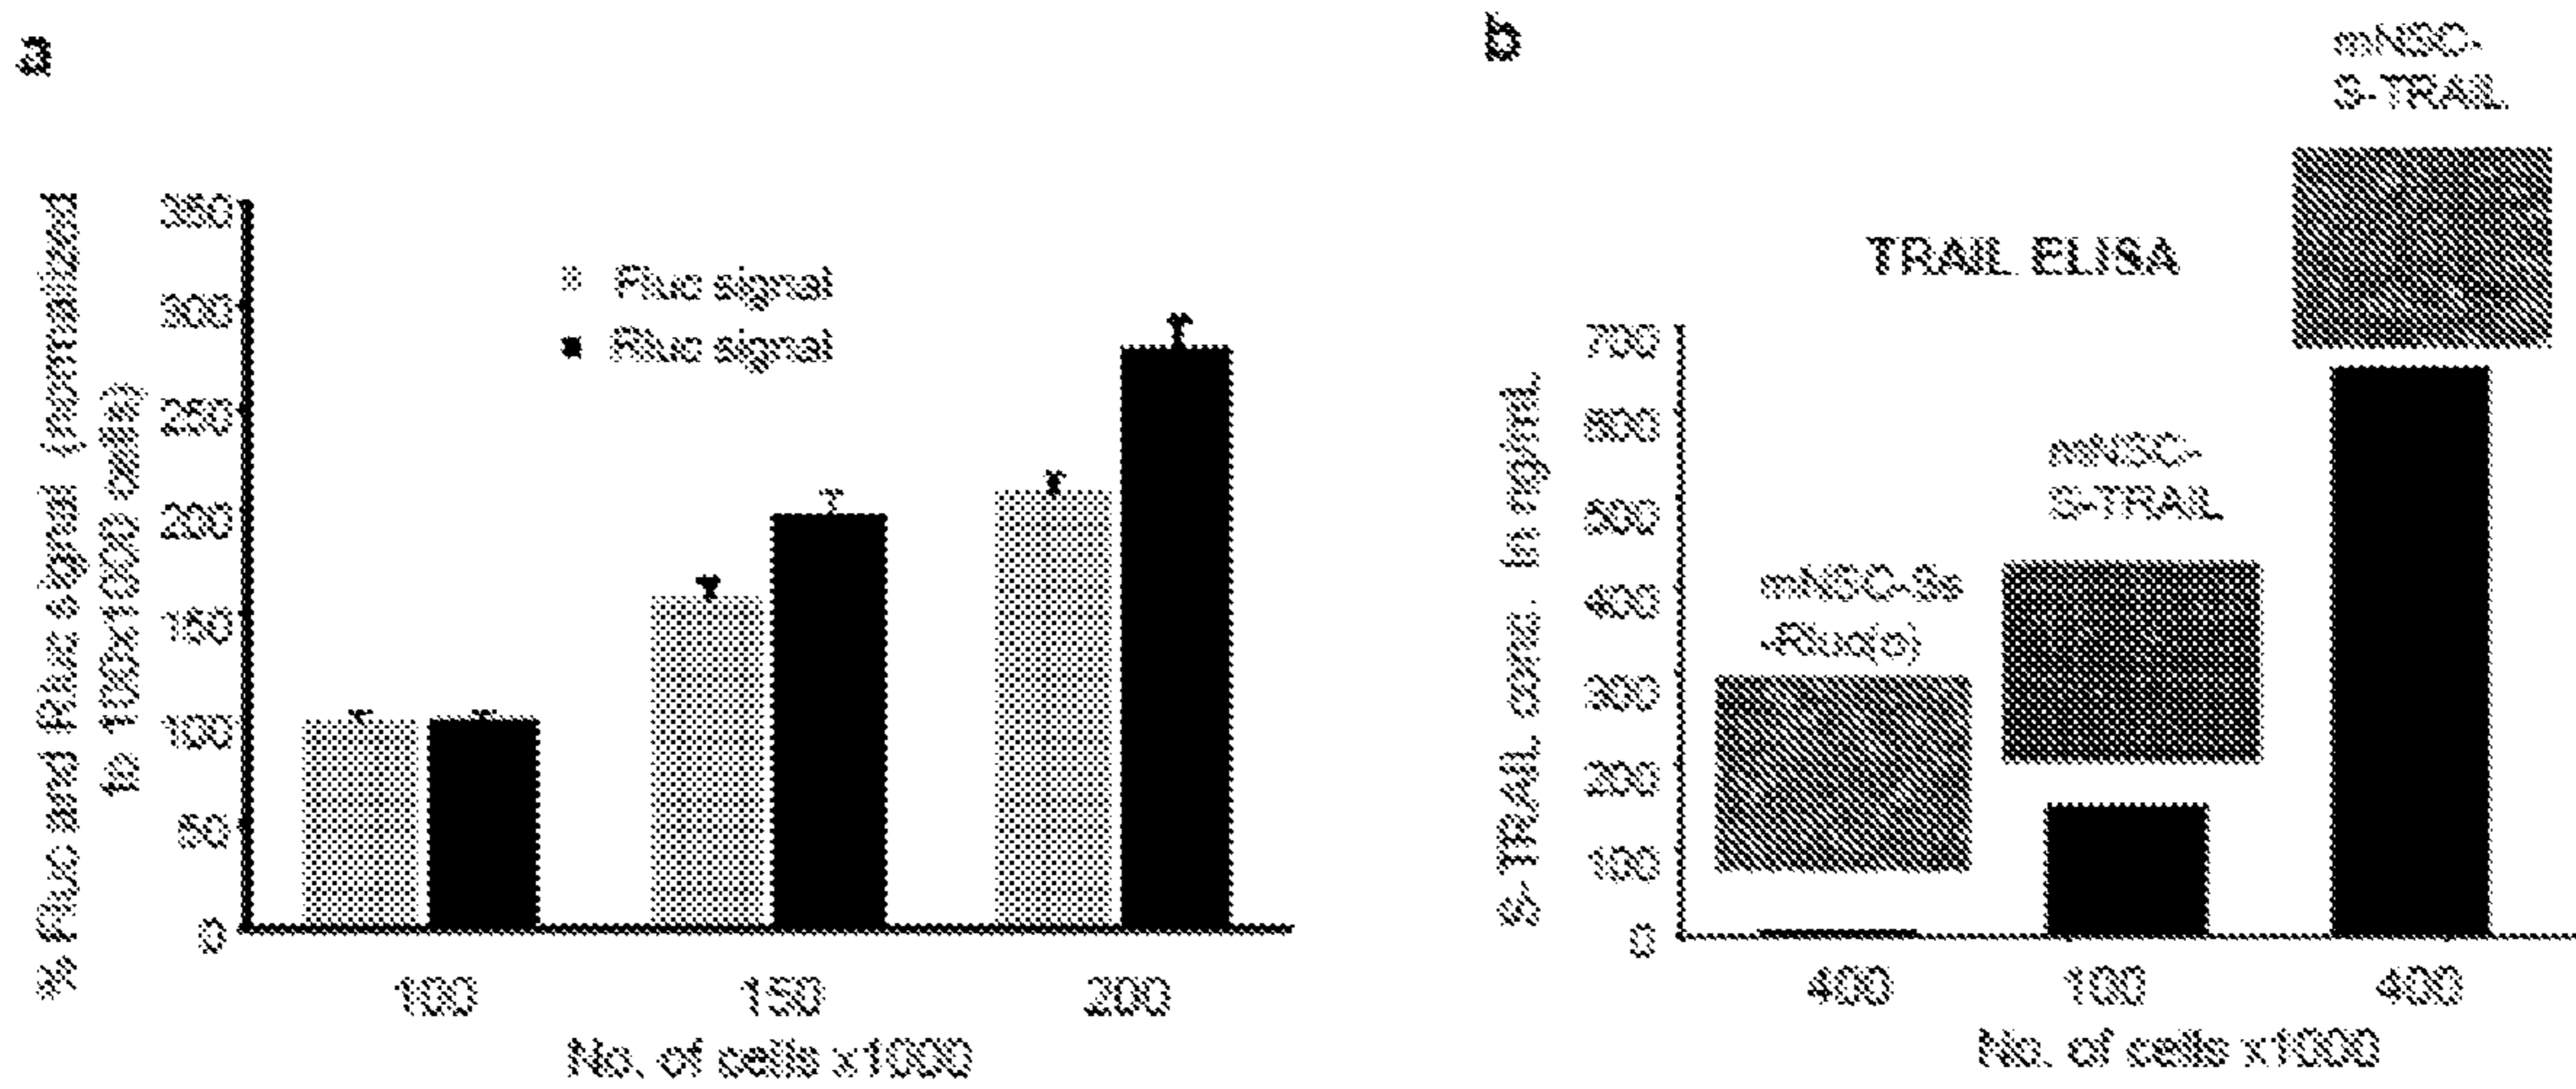 a
% Fluc and Rluc signal (normalized
to 100x1000 cells)
350
300
250
200
150
100
50
0
Fluc signal
Rluc signal
100 150 200
No. of cells x1000
b
TRAIL ELISA
S-TRAIL conc. in ng/mL
700
600
500
400
300
200
100
0
mNSC-Ss
-Rluc(o)
mNSC-
S-TRAIL
mNSC-
S-TRAIL
400 100 400
No. of cells x1000